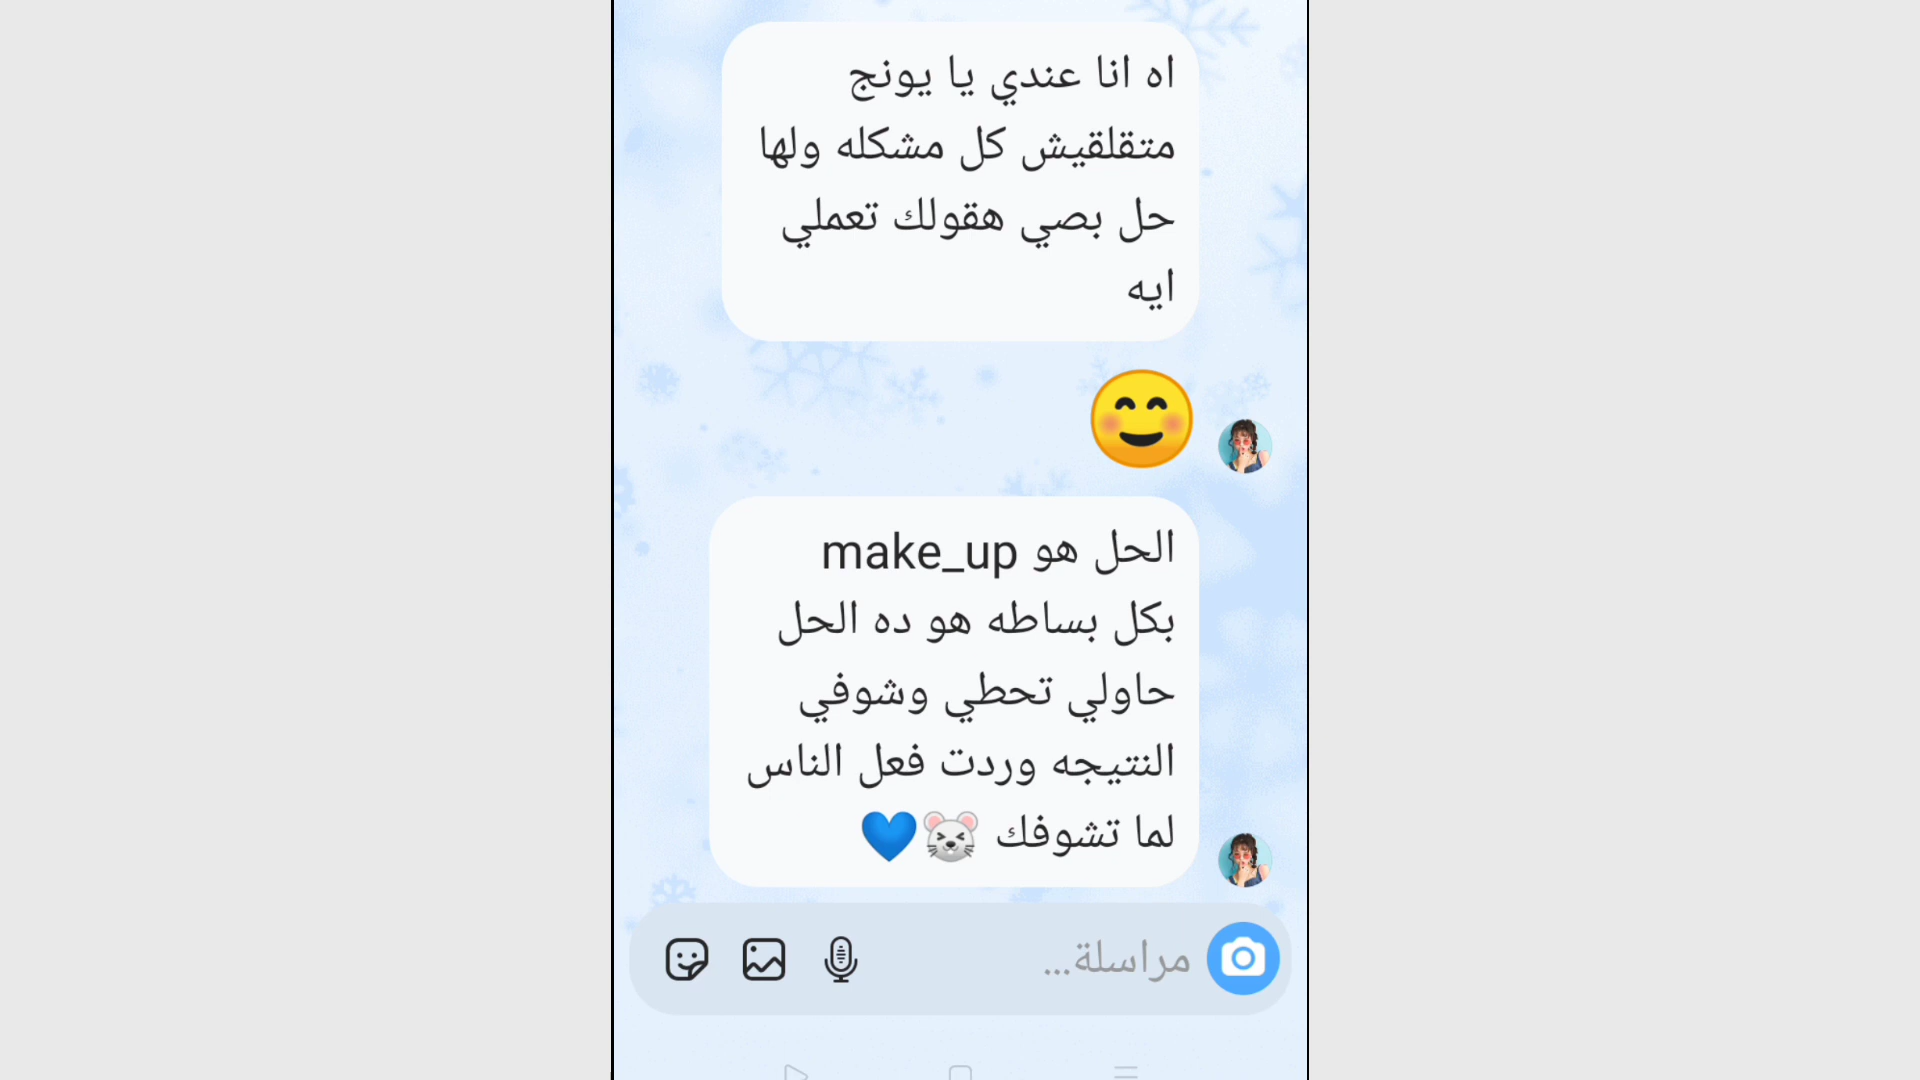 اه انا عندي يا يونج
متقلقيش كل مشكله ولها
حل بصي هقولك تعملي
ايه
😊
الحل هو make_up
بكل بساطه هو ده الحل
حاولي تحطي وشوفي
النتيجه وردت فعل الناس
لما تشوفك 🐭💙
مراسلة...